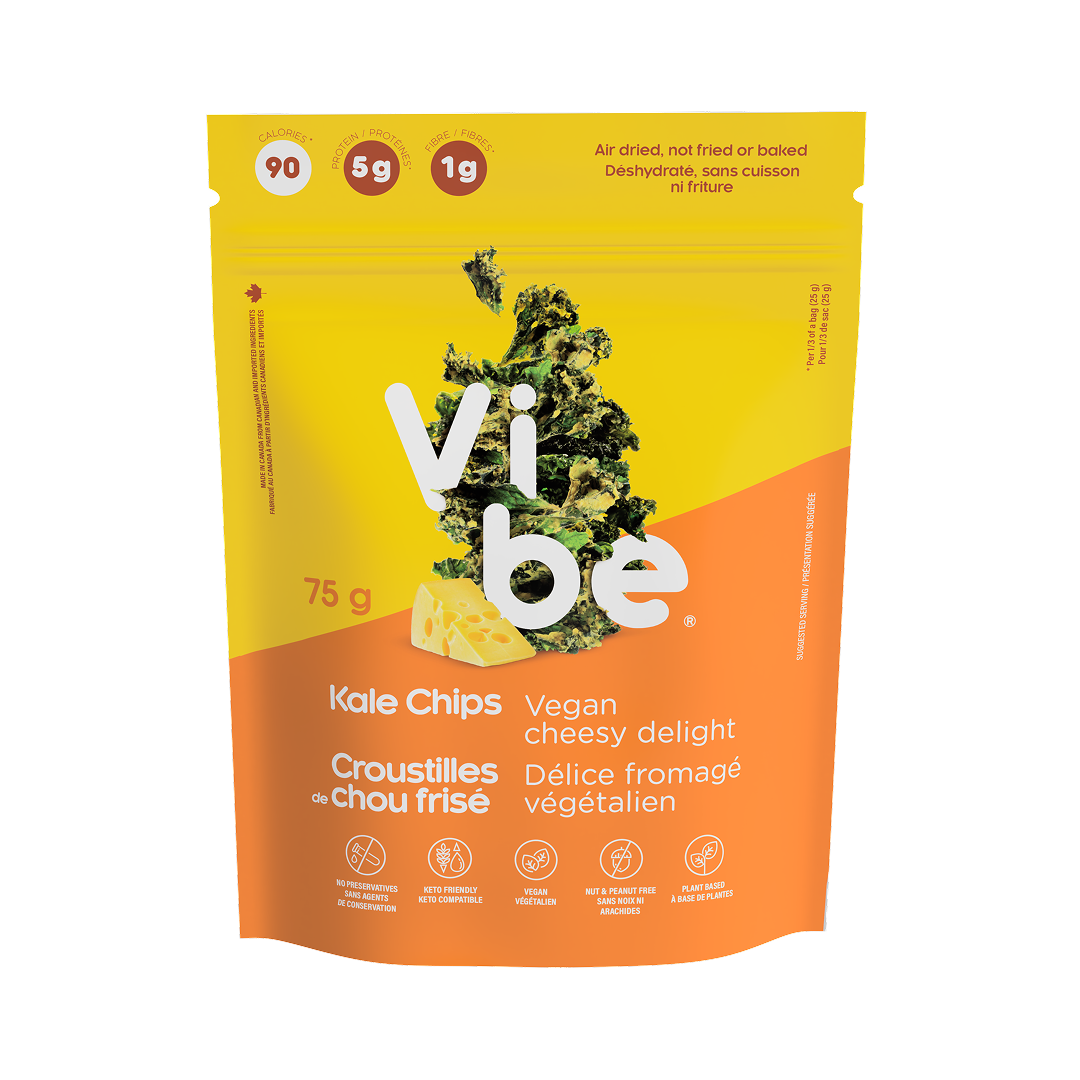 CALORIES*
90
PROTEIN / PROTÉINES*
5g
FIBRE / FIBRES*
1g
Air dried, not fried or baked
Déshydraté, sans cuisson
ni friture
MADE IN CANADA FROM CANADIAN AND IMPORTED INGREDIENTS
FABRIQUÉ AU CANADA À PARTIR D'INGRÉDIENTS CANADIENS ET IMPORTÉS
* Per 1/3 of a bag (25 g)
Pour 1/3 de sac (25 g)
Vi
be®
75 g
SUGGESTED SERVING / PRÉSENTATION SUGGÉRÉE
Kale Chips
Vegan
cheesy delight
Croustilles
de chou frisé
Délice fromagé
végétalien
NO PRESERVATIVES
SANS AGENTS
DE CONSERVATION
KETO FRIENDLY
KETO COMPATIBLE
VEGAN
VÉGÉTALIEN
NUT & PEANUT FREE
SANS NOIX NI
ARACHIDES
PLANT BASED
À BASE DE PLANTES